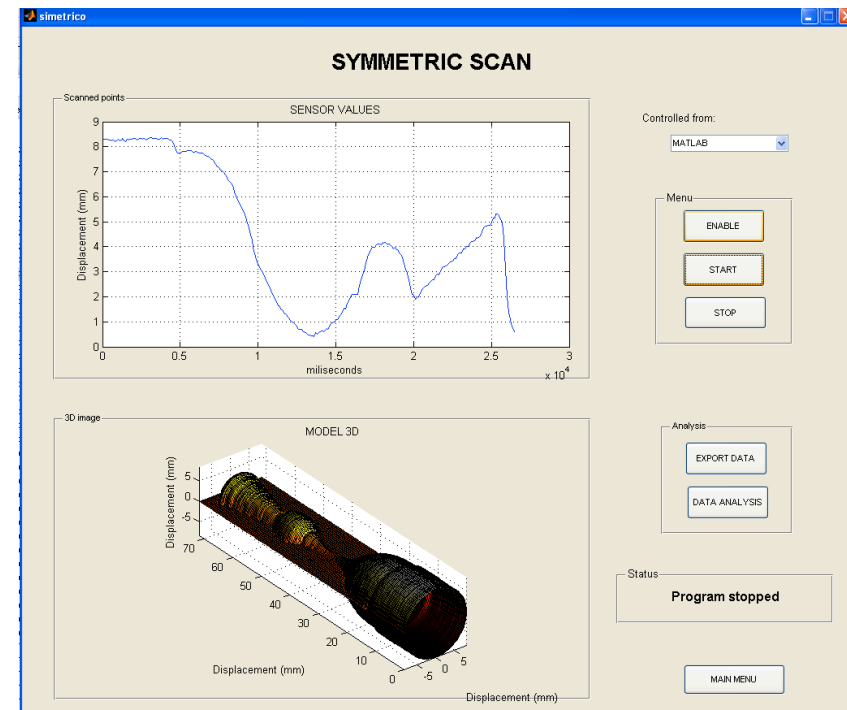 simetrico
SYMMETRIC SCAN
Scanned points
SENSOR VALUES
9
8
7
6
5
4
3
2
1
0
Displacement (mm)
0 0.5 1 1.5 2 2.5 3
miliseconds
x 10^4
Controlled from:
MATLAB
Menu
ENABLE
START
STOP
3D image
MODEL 3D
Displacement (mm)
5
0
-5
70
60
50
40
30
20
10
0
-5 0 5
Displacement (mm)
Displacement (mm)
Analysis
EXPORT DATA
DATA ANALYSIS
Status
Program stopped
MAIN MENU